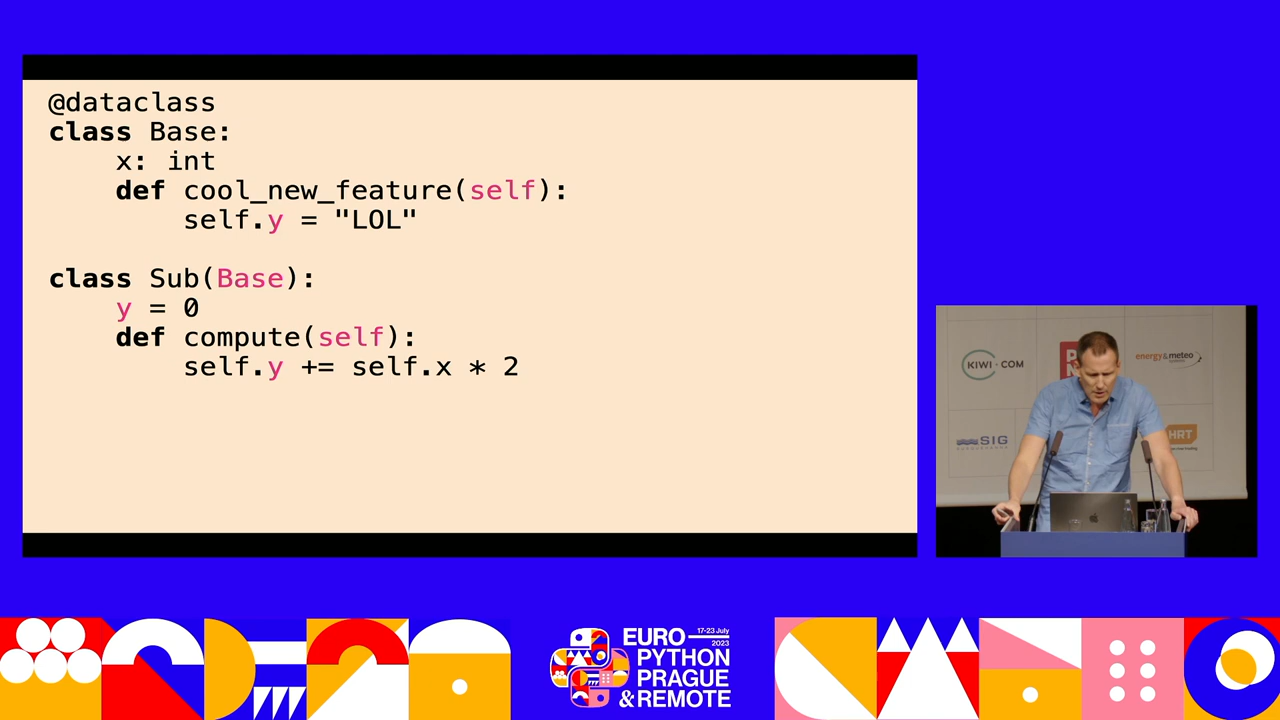 @dataclass
class Base:
    x: int
    def cool_new_feature(self):
        self.y = "LOL"
class Sub(Base):
    y = 0
    def compute(self):
        self.y += self.x * 2
KIWI.COM
energy & meteo
systems
SIG
HRT
17-23 July
2023
EURO
PYTHON
PRAGUE
& REMOTE